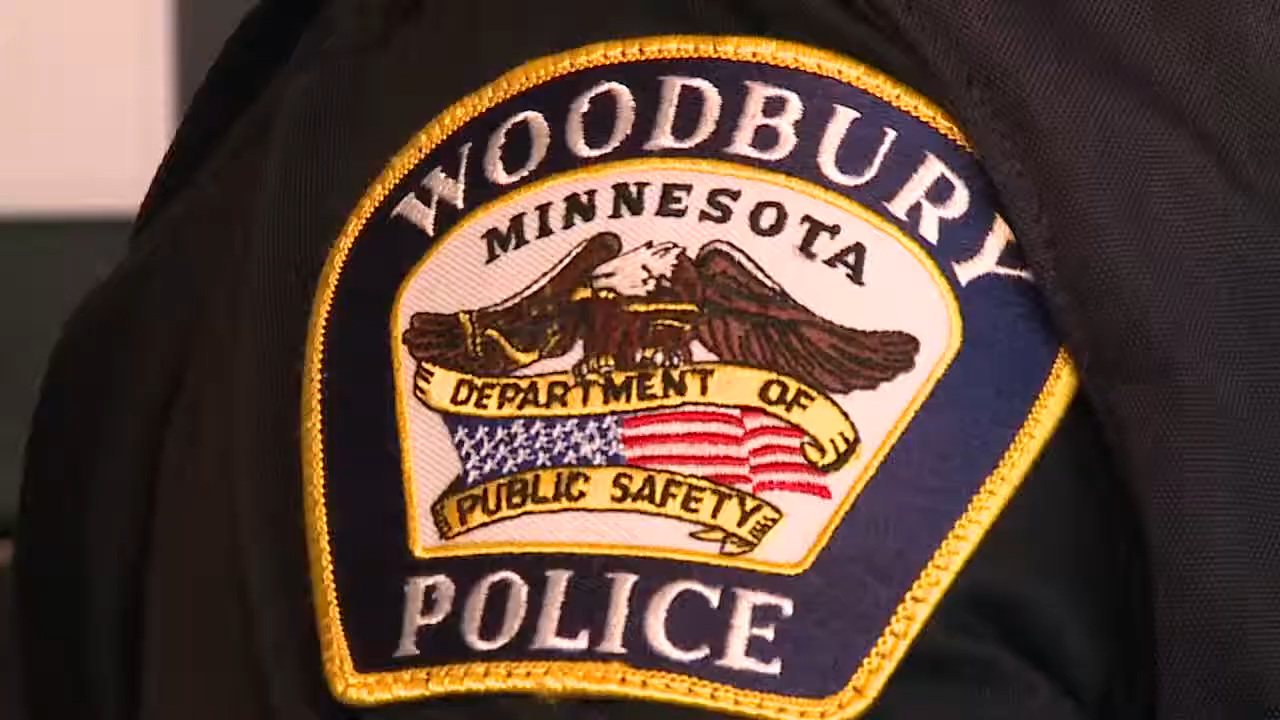 WOODBURY
MINNESOTA
DEPARTMENT OF
PUBLIC SAFETY
POLICE